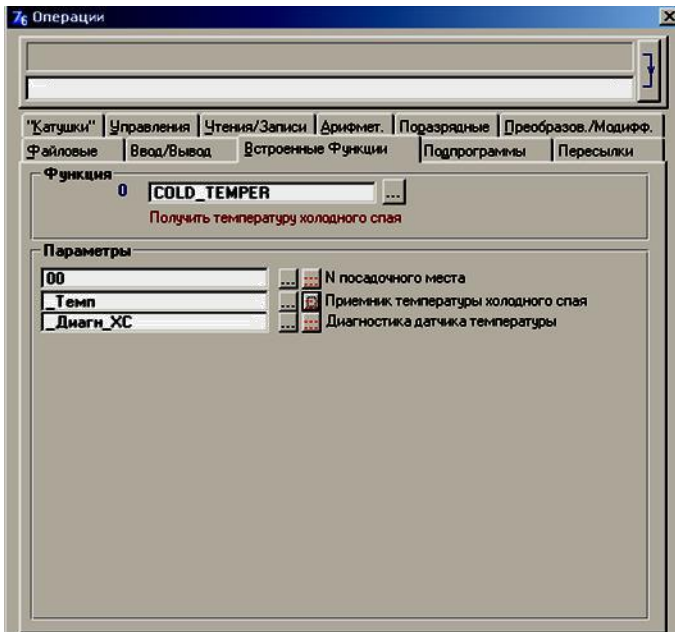 Операции
"Катушки" Управления Чтения/Записи Арифмет. Поразрядные Преобразов./Модифф.
Файловые Ввод/Вывод Встроенные Функции Подпрограммы Пересылки
Функция
0 COLD_TEMPER ...
Получить температуру холодного спая
Параметры
00 ... ... N посадочного места
_Темп ... Приемник температуры холодного спая
_Диагн_ХС ... ... Диагностика датчика температуры